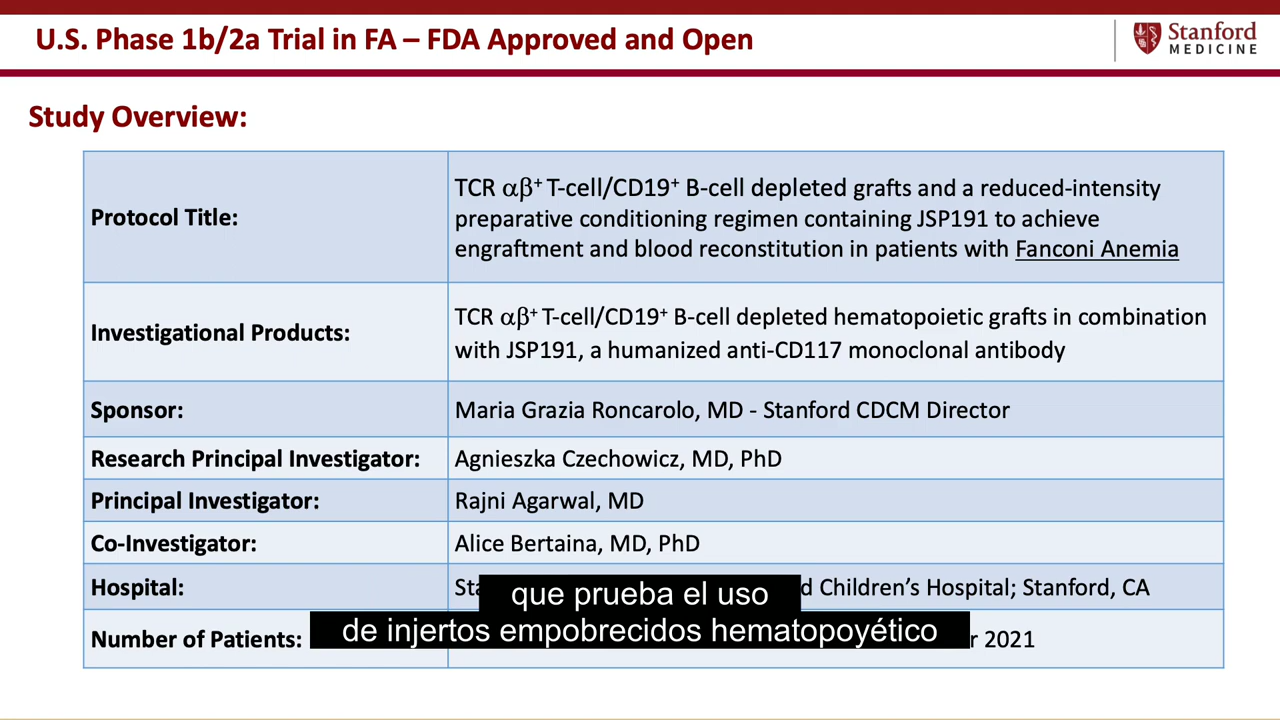 U.S. Phase 1b/2a Trial in FA – FDA Approved and Open
Stanford
MEDICINE
Study Overview:
Protocol Title:
TCR αβ⁺ T-cell/CD19⁺ B-cell depleted grafts and a reduced-intensity
preparative conditioning regimen containing JSP191 to achieve
engraftment and blood reconstitution in patients with Fanconi Anemia
Investigational Products:
TCR αβ⁺ T-cell/CD19⁺ B-cell depleted hematopoietic grafts in combination
with JSP191, a humanized anti-CD117 monoclonal antibody
Sponsor:
Maria Grazia Roncarolo, MD - Stanford CDCM Director
Research Principal Investigator:
Agnieszka Czechowicz, MD, PhD
Principal Investigator:
Rajni Agarwal, MD
Co-Investigator:
Alice Bertaina, MD, PhD
Hospital:
Children’s Hospital; Stanford, CA
Number of Patients:
2021
que prueba el uso
de injertos empobrecidos hematopoyético